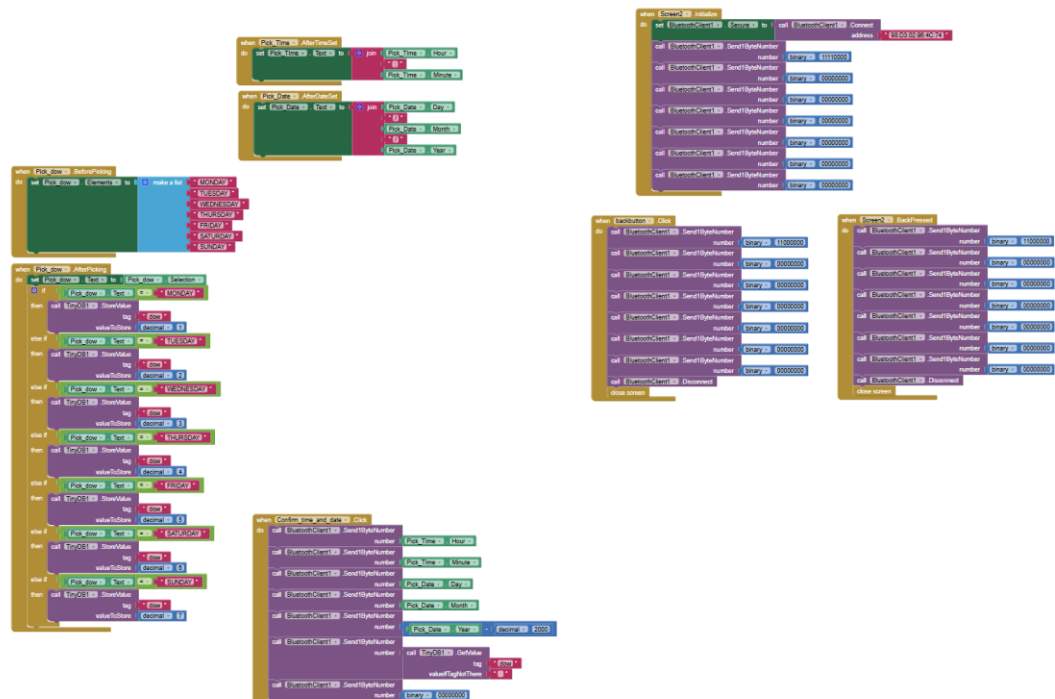 when Pick_Time .AfterTimeSet
do set Pick_Time . Text to join Pick_Time . Hour
" : "
Pick_Time . Minute
when Pick_Date .AfterDateSet
do set Pick_Date . Text to join Pick_Date . Day
" / "
Pick_Date . Month
" / "
Pick_Date . Year
when Pick_dow .BeforePicking
do set Pick_dow . Elements to make a list " MONDAY "
" TUESDAY "
" WEDNESDAY "
" THURSDAY "
" FRIDAY "
" SATURDAY "
" SUNDAY "
when Pick_dow .AfterPicking
do set Pick_dow . Text to Pick_dow . Selection
if Pick_dow . Text = " MONDAY "
then call TinyDB1 .StoreValue
tag " dow "
valueToStore decimal 1
else if Pick_dow . Text = " TUESDAY "
then call TinyDB1 .StoreValue
tag " dow "
valueToStore decimal 2
else if Pick_dow . Text = " WEDNESDAY "
then call TinyDB1 .StoreValue
tag " dow "
valueToStore decimal 3
else if Pick_dow . Text = " THURSDAY "
then call TinyDB1 .StoreValue
tag " dow "
valueToStore decimal 4
else if Pick_dow . Text = " FRIDAY "
then call TinyDB1 .StoreValue
tag " dow "
valueToStore decimal 5
else if Pick_dow . Text = " SATURDAY "
then call TinyDB1 .StoreValue
tag " dow "
valueToStore decimal 6
else if Pick_dow . Text = " SUNDAY "
then call TinyDB1 .StoreValue
tag " dow "
valueToStore decimal 7
when Confirm_time_and_date .Click
do call BluetoothClient1 .Send1ByteNumber
number Pick_Time . Hour
call BluetoothClient1 .Send1ByteNumber
number Pick_Time . Minute
call BluetoothClient1 .Send1ByteNumber
number Pick_Date . Day
call BluetoothClient1 .Send1ByteNumber
number Pick_Date . Month
call BluetoothClient1 .Send1ByteNumber
number Pick_Date . Year - decimal 2000
call BluetoothClient1 .Send1ByteNumber
number call TinyDB1 .GetValue
tag " dow "
valueIfTagNotThere " "
call BluetoothClient1 .Send1ByteNumber
number binary 00000000
when Screen2 .Initialize
do set BluetoothClient1 . Secure to call BluetoothClient1 .Connect
address
call BluetoothClient1 .Send1ByteNumber
number binary 11110000
call BluetoothClient1 .Send1ByteNumber
number binary 00000000
call BluetoothClient1 .Send1ByteNumber
number binary 00000000
call BluetoothClient1 .Send1ByteNumber
number binary 00000000
call BluetoothClient1 .Send1ByteNumber
number binary 00000000
call BluetoothClient1 .Send1ByteNumber
number binary 00000000
call BluetoothClient1 .Send1ByteNumber
number binary 00000000
when backbutton .Click
do call BluetoothClient1 .Send1ByteNumber
number binary 11000000
call BluetoothClient1 .Send1ByteNumber
number binary 00000000
call BluetoothClient1 .Send1ByteNumber
number binary 00000000
call BluetoothClient1 .Send1ByteNumber
number binary 00000000
call BluetoothClient1 .Send1ByteNumber
number binary 00000000
call BluetoothClient1 .Send1ByteNumber
number binary 00000000
call BluetoothClient1 .Send1ByteNumber
number binary 00000000
call BluetoothClient1 .Disconnect
close screen
when Screen2 .BackPressed
do call BluetoothClient1 .Send1ByteNumber
number binary 11000000
call BluetoothClient1 .Send1ByteNumber
number binary 00000000
call BluetoothClient1 .Send1ByteNumber
number binary 00000000
call BluetoothClient1 .Send1ByteNumber
number binary 00000000
call BluetoothClient1 .Send1ByteNumber
number binary 00000000
call BluetoothClient1 .Send1ByteNumber
number binary 00000000
call BluetoothClient1 .Send1ByteNumber
number binary 00000000
call BluetoothClient1 .Disconnect
close screen